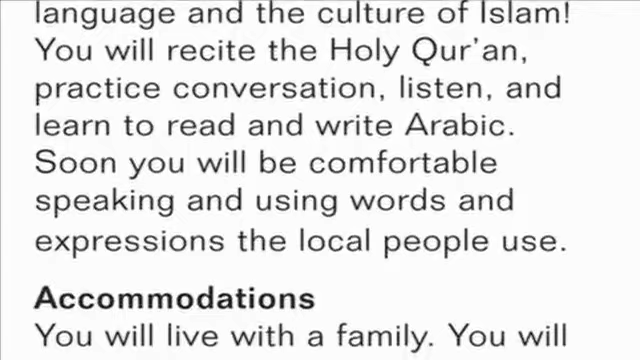 language and the culture of Islam!
You will recite the Holy Qur'an,
practice conversation, listen, and
learn to read and write Arabic.
Soon you will be comfortable
speaking and using words and
expressions the local people use.
Accommodations
You will live with a family. You will